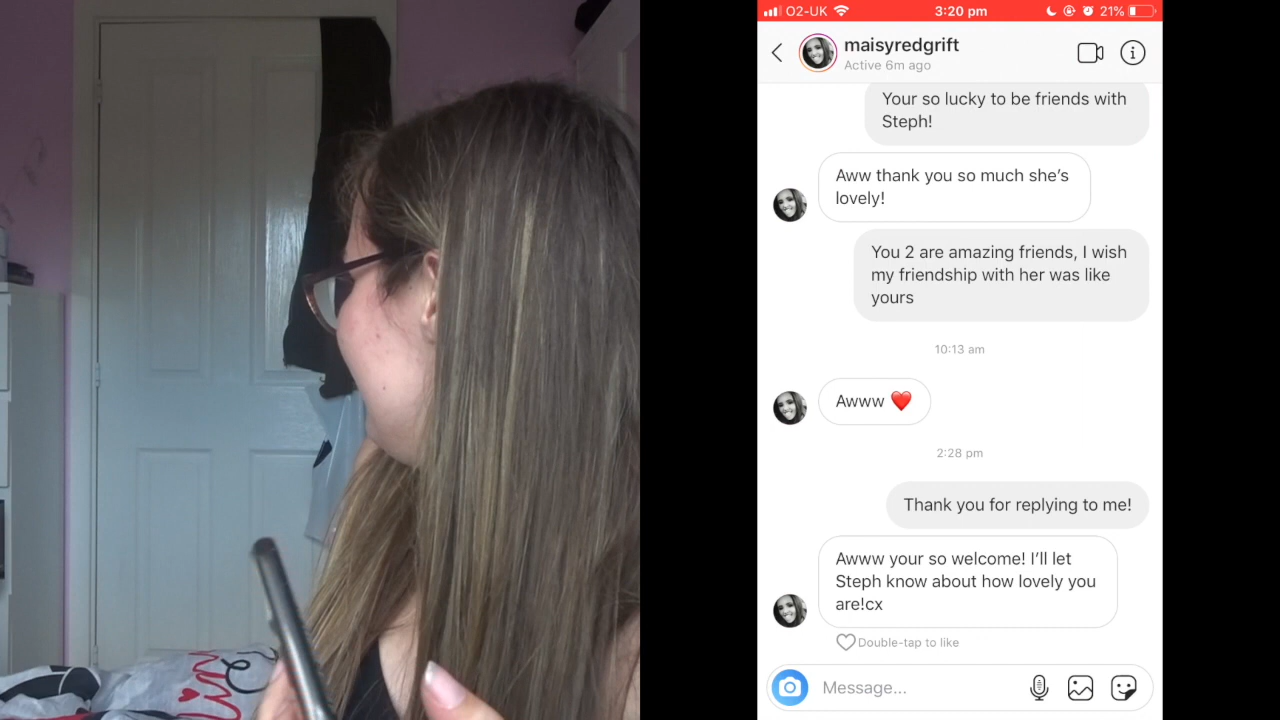 O2-UK 3:20 pm 21%
maisyredgrift
Active 6m ago
Your so lucky to be friends with
Steph!
Aww thank you so much she's
lovely!
You 2 are amazing friends, I wish
my friendship with her was like
yours
10:13 am
Awww ❤️
2:28 pm
Thank you for replying to me!
Awww your so welcome! I'll let
Steph know about how lovely you
are!cx
Double-tap to like
Message...